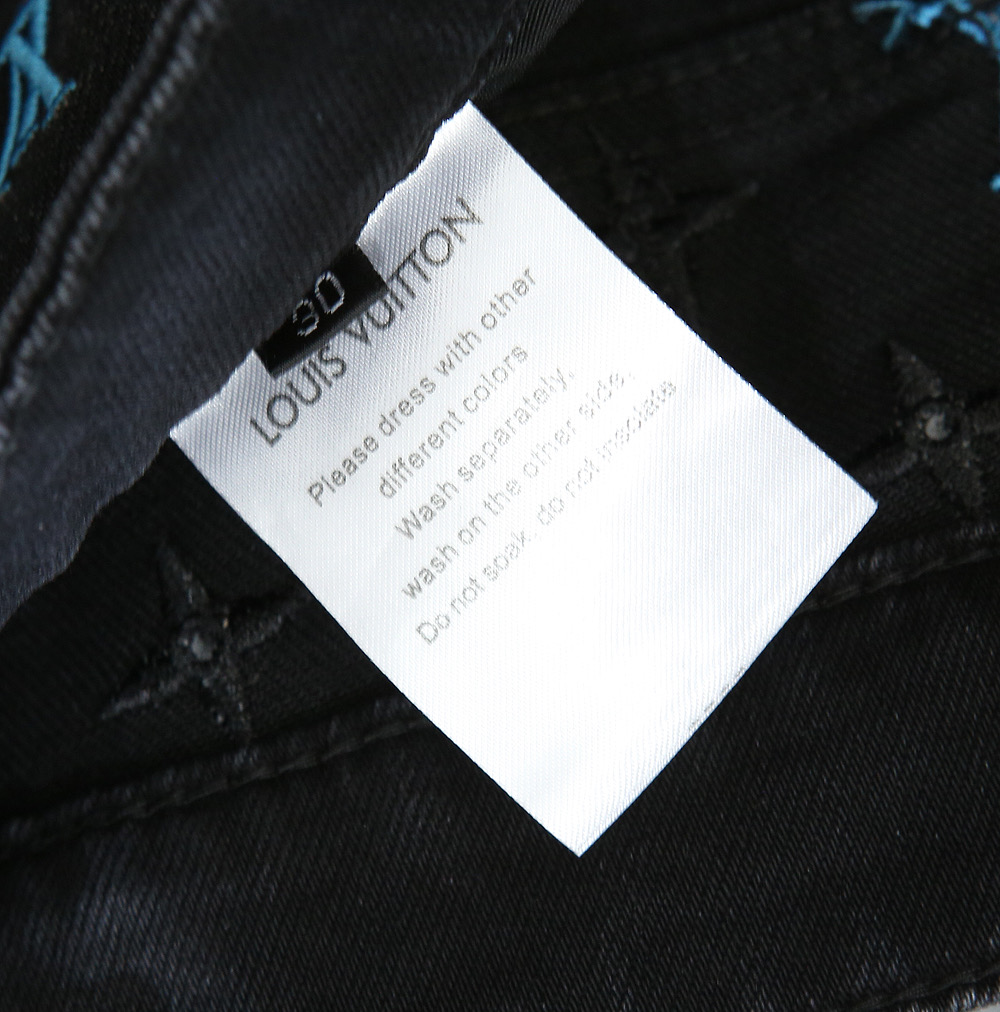 30
LOUIS VUITTON
Please dress with other
different colors
Wash separately.
wash on the other side.
Do not soak. do not insolate